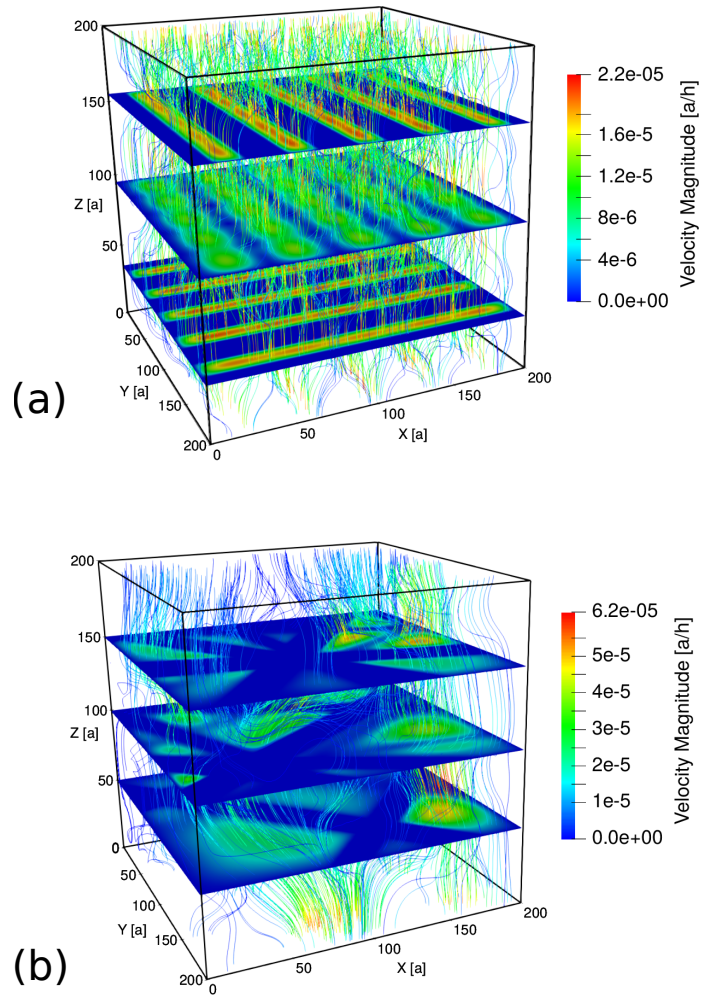 200
150
100
Z [a]
50
0
50
100
Y [a]
150
200
0
50
100
X [a]
150
200
2.2e-05
1.6e-5
1.2e-5
8e-6
4e-6
0.0e+00
Velocity Magnitude [a/h]
(a)
200
150
100
Z [a]
50
0
50
100
Y [a]
150
200
0
50
100
X [a]
150
200
6.2e-05
5e-5
4e-5
3e-5
2e-5
1e-5
0.0e+00
Velocity Magnitude [a/h]
(b)